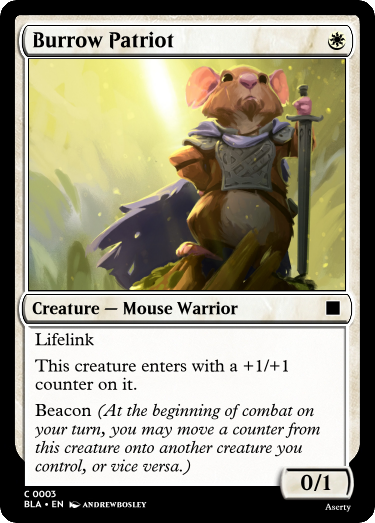 Burrow Patriot
Creature — Mouse Warrior
Lifelink
This creature enters with a +1/+1
counter on it.
Beacon (At the beginning of combat on
your turn, you may move a counter from
this creature onto another creature you
control, or vice versa.)
0/1
C 0003
BLA • EN ANDREWBOSLEY
Aserty